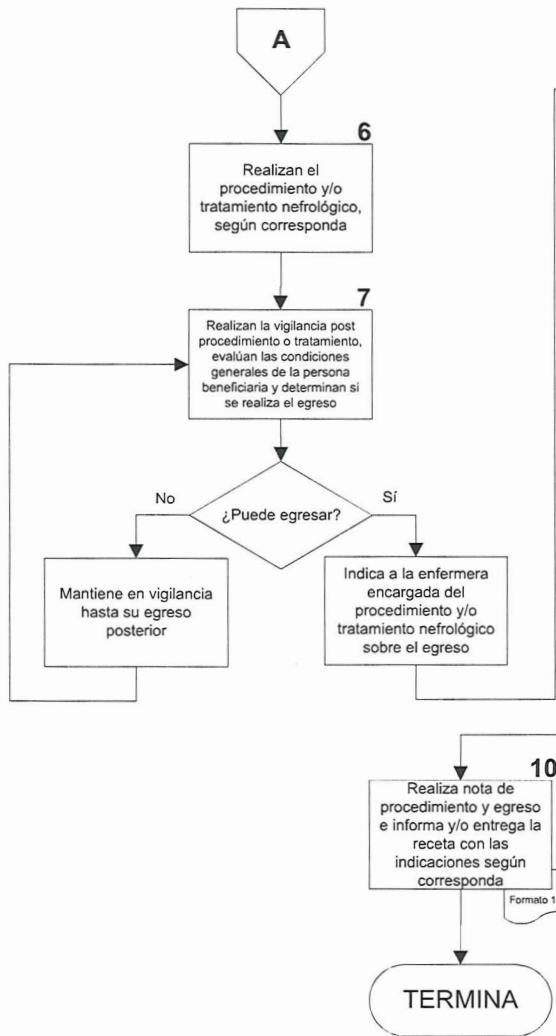 A
6
Realizan el
procedimiento y/o
tratamiento nefrológico,
según corresponda
7
Realizan la vigilancia post
procedimiento o tratamiento,
evalúan las condiciones
generales de la persona
beneficiaria y determinan si
se realiza el egreso
¿Puede egresar?
No
Sí
Mantiene en vigilancia
hasta su egreso
posterior
Indica a la enfermera
encargada del
procedimiento y/o
tratamiento nefrológico
sobre el egreso
10
Realiza nota de
procedimiento y egreso
e informa y/o entrega la
receta con las
indicaciones según
corresponda
Formato 1
TERMINA